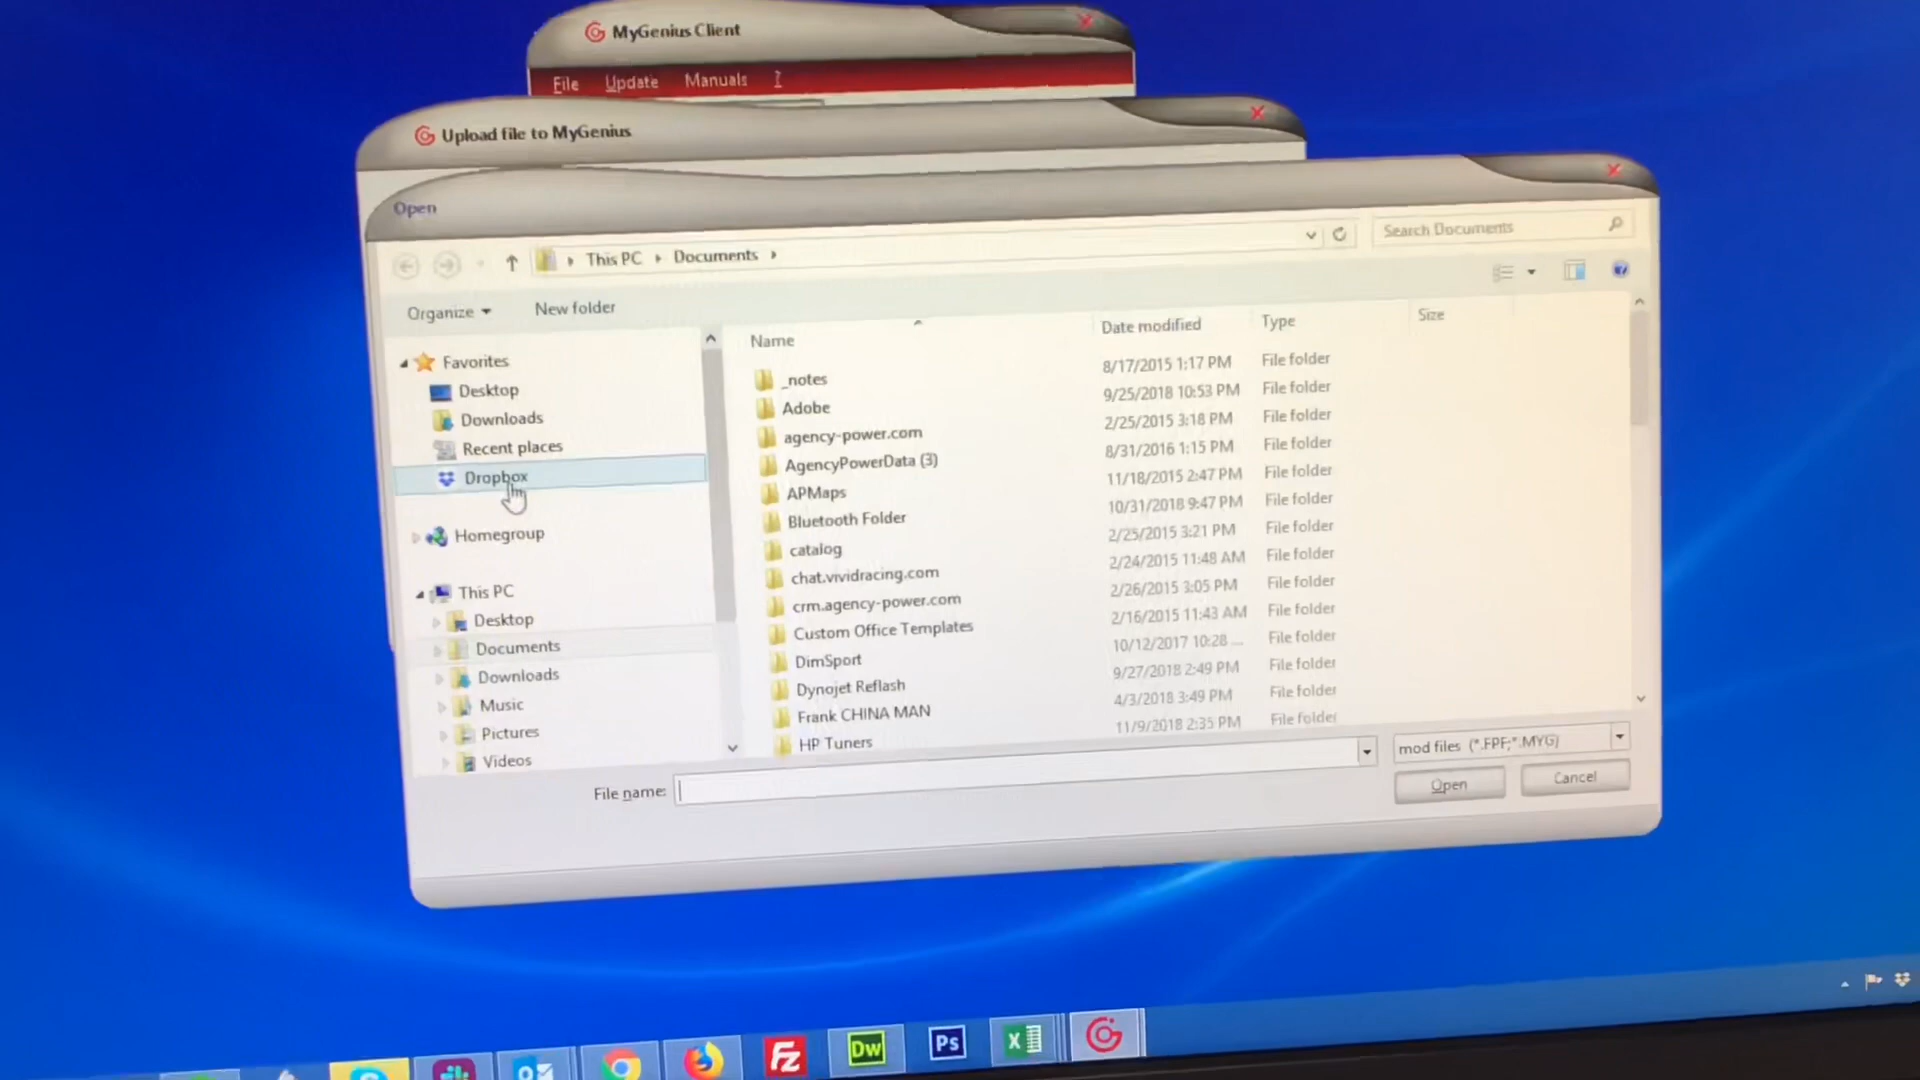 MyGenius Client
File Update Manuals ?
Upload file to MyGenius
Open
This PC Documents
Search Documents
Organize New folder
Name Date modified Type Size
Favorites
Desktop
Downloads
Recent places
Dropbox
Homegroup
This PC
Desktop
Documents
Downloads
Music
Pictures
Videos
_notes 8/17/2015 1:17 PM File folder
Adobe 9/25/2018 10:53 PM File folder
agency-power.com 2/25/2015 3:18 PM File folder
AgencyPowerData (3) 8/31/2016 1:15 PM File folder
APMaps 11/18/2015 2:47 PM File folder
Bluetooth Folder 10/31/2018 9:47 PM File folder
catalog 2/25/2015 3:21 PM File folder
chat.vividracing.com 2/24/2015 11:48 AM File folder
crm.agency-power.com 2/26/2015 3:05 PM File folder
Custom Office Templates 2/16/2015 11:43 AM File folder
DimSport 10/12/2017 10:28 ... File folder
Dynojet Reflash 9/27/2018 2:49 PM File folder
Frank CHINA MAN 4/3/2018 3:49 PM File folder
HP Tuners 11/9/2018 2:35 PM File folder
File name:
mod files (*.FPF;*.MYG)
Open Cancel
Fz Dw Ps X